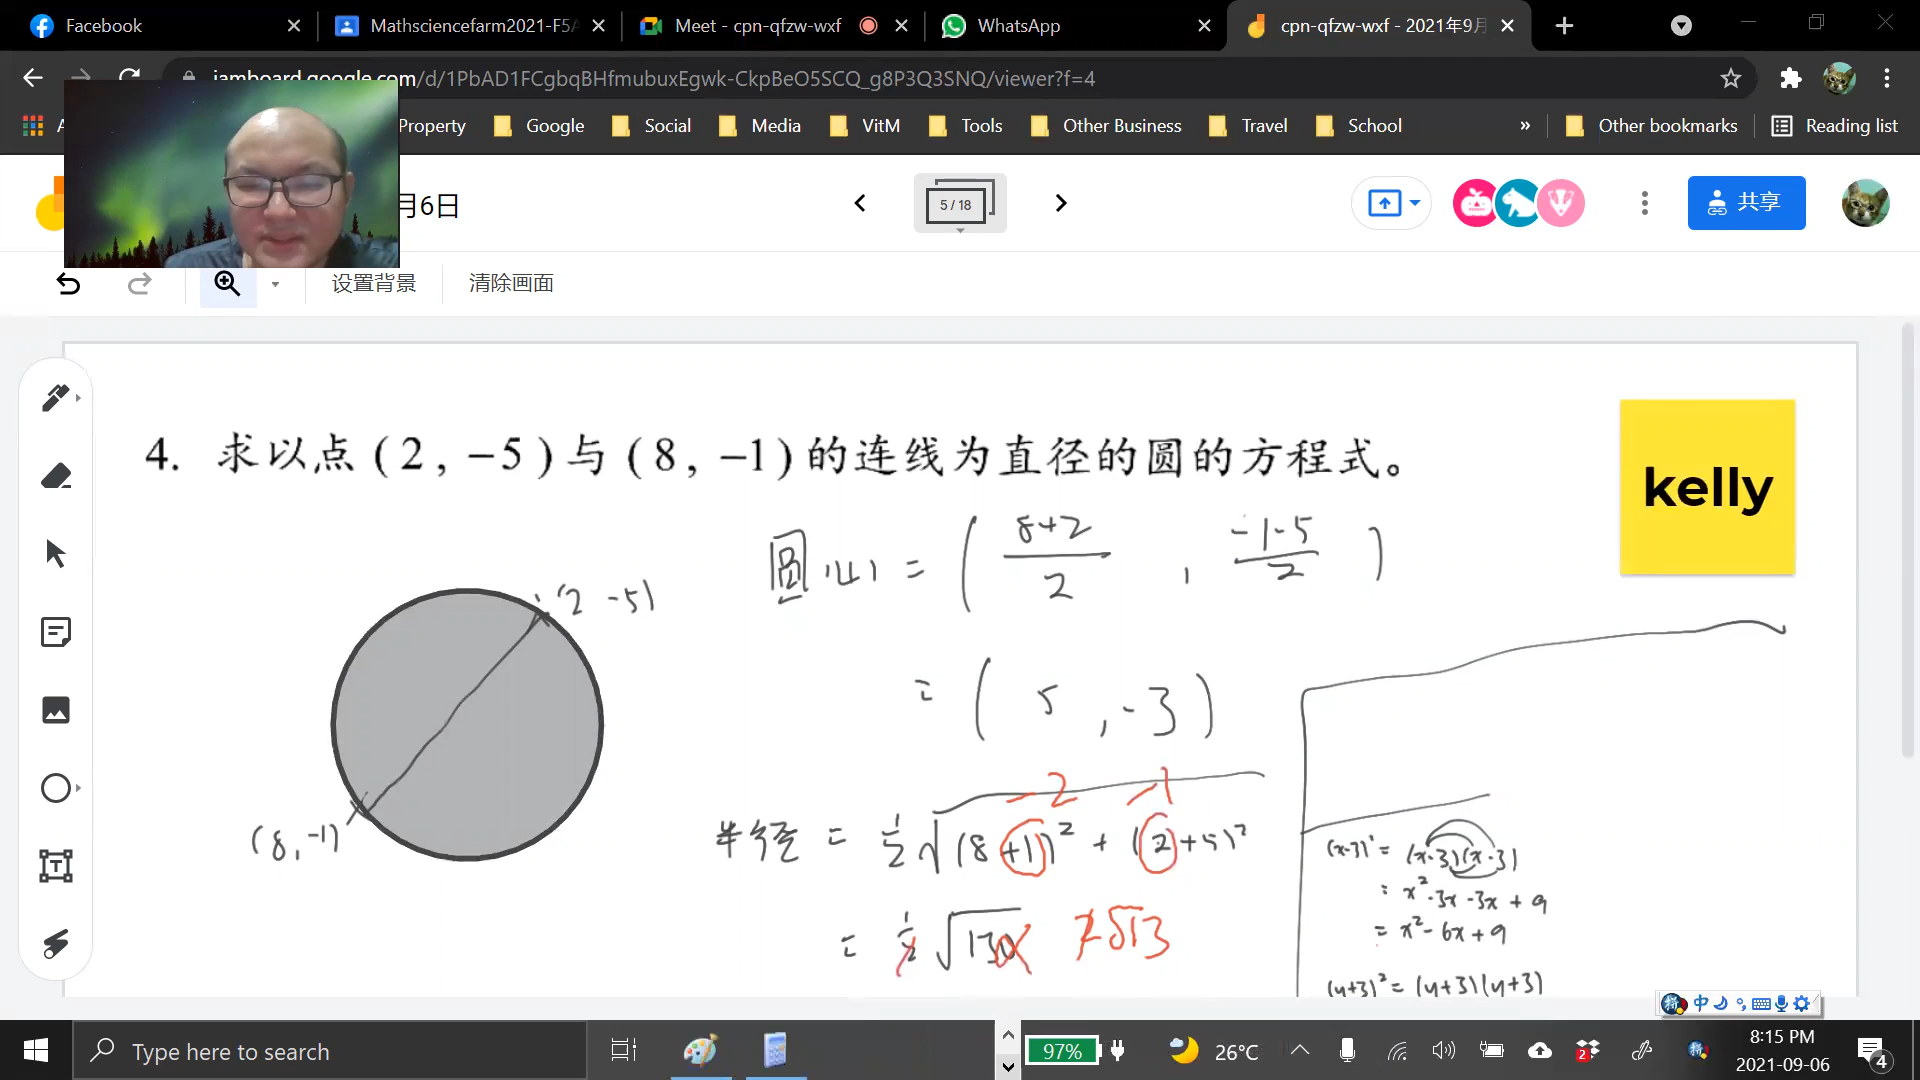 Facebook
Mathsciencefarm2021-F5A
Meet - cpn-qfzw-wxf
WhatsApp
cpn-qfzw-wxf - 2021年9月
jamboard.google.com/d/1PbAD1FCgbqBHfmubuxEgwk-CkpBeO5SCQ_g8P3Q3SNQ/viewer?f=4
Property
Google
Social
Media
VitM
Tools
Other Business
Travel
School
»
Other bookmarks
Reading list
月6日
5 / 18
共享
设置背景
清除画面
4. 求以点(2, −5)与(8, −1)的连线为直径的圆的方程式。
kelly
圆心 = ( 8+2/2 , -1-5/2 )
(2 -5)
= ( 5 , -3 )
-2 -1
(8, -1)
半径 = 1/2 √(8+1)² + (2+5)²
= 1/2 √130 √13
(x-3)² = (x-3)(x-3)
= x² -3x -3x + 9
= x² - 6x + 9
(y+3)² = (y+3)(y+3)
中
Type here to search
97%
26°C
2
8:15 PM
2021-09-06
4